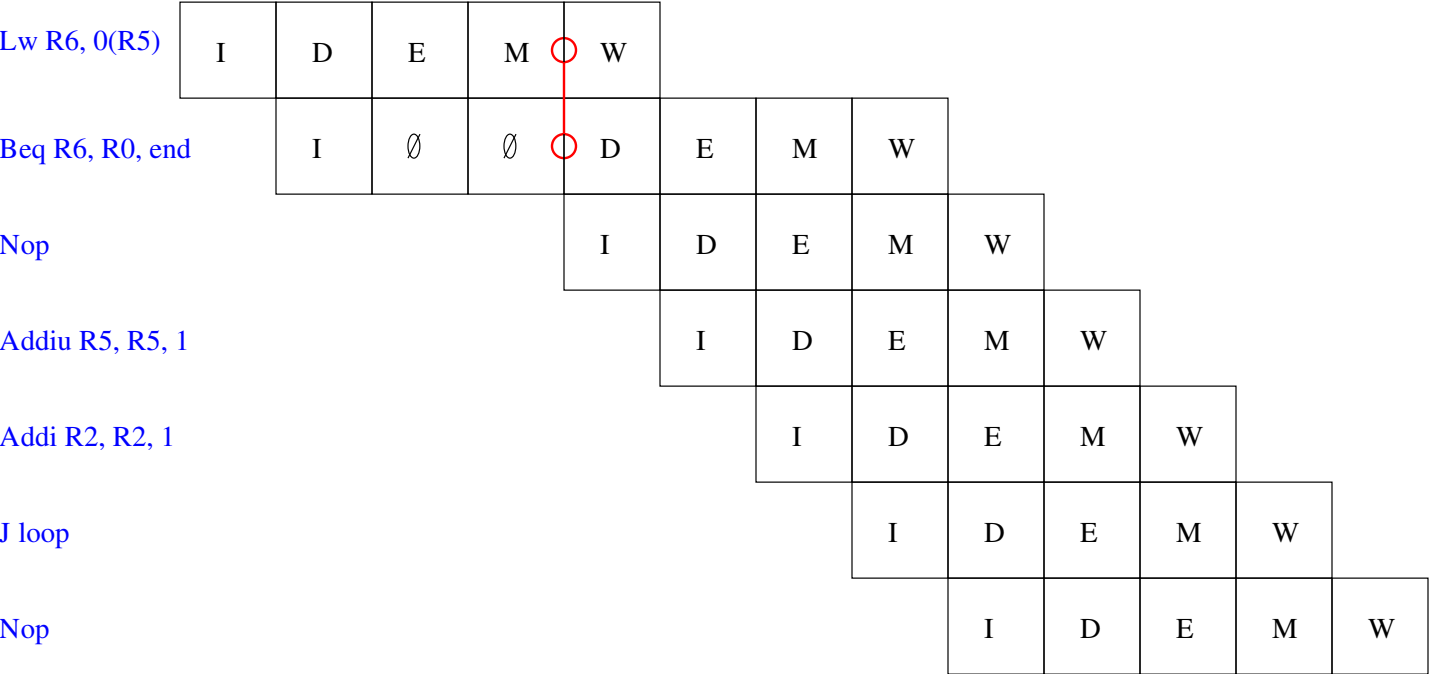 Lw R6, 0(R5) I D E M W
Beq R6, R0, end I ∅ ∅ D E M W
Nop I D E M W
Addiu R5, R5, 1 I D E M W
Addi R2, R2, 1 I D E M W
J loop I D E M W
Nop I D E M W